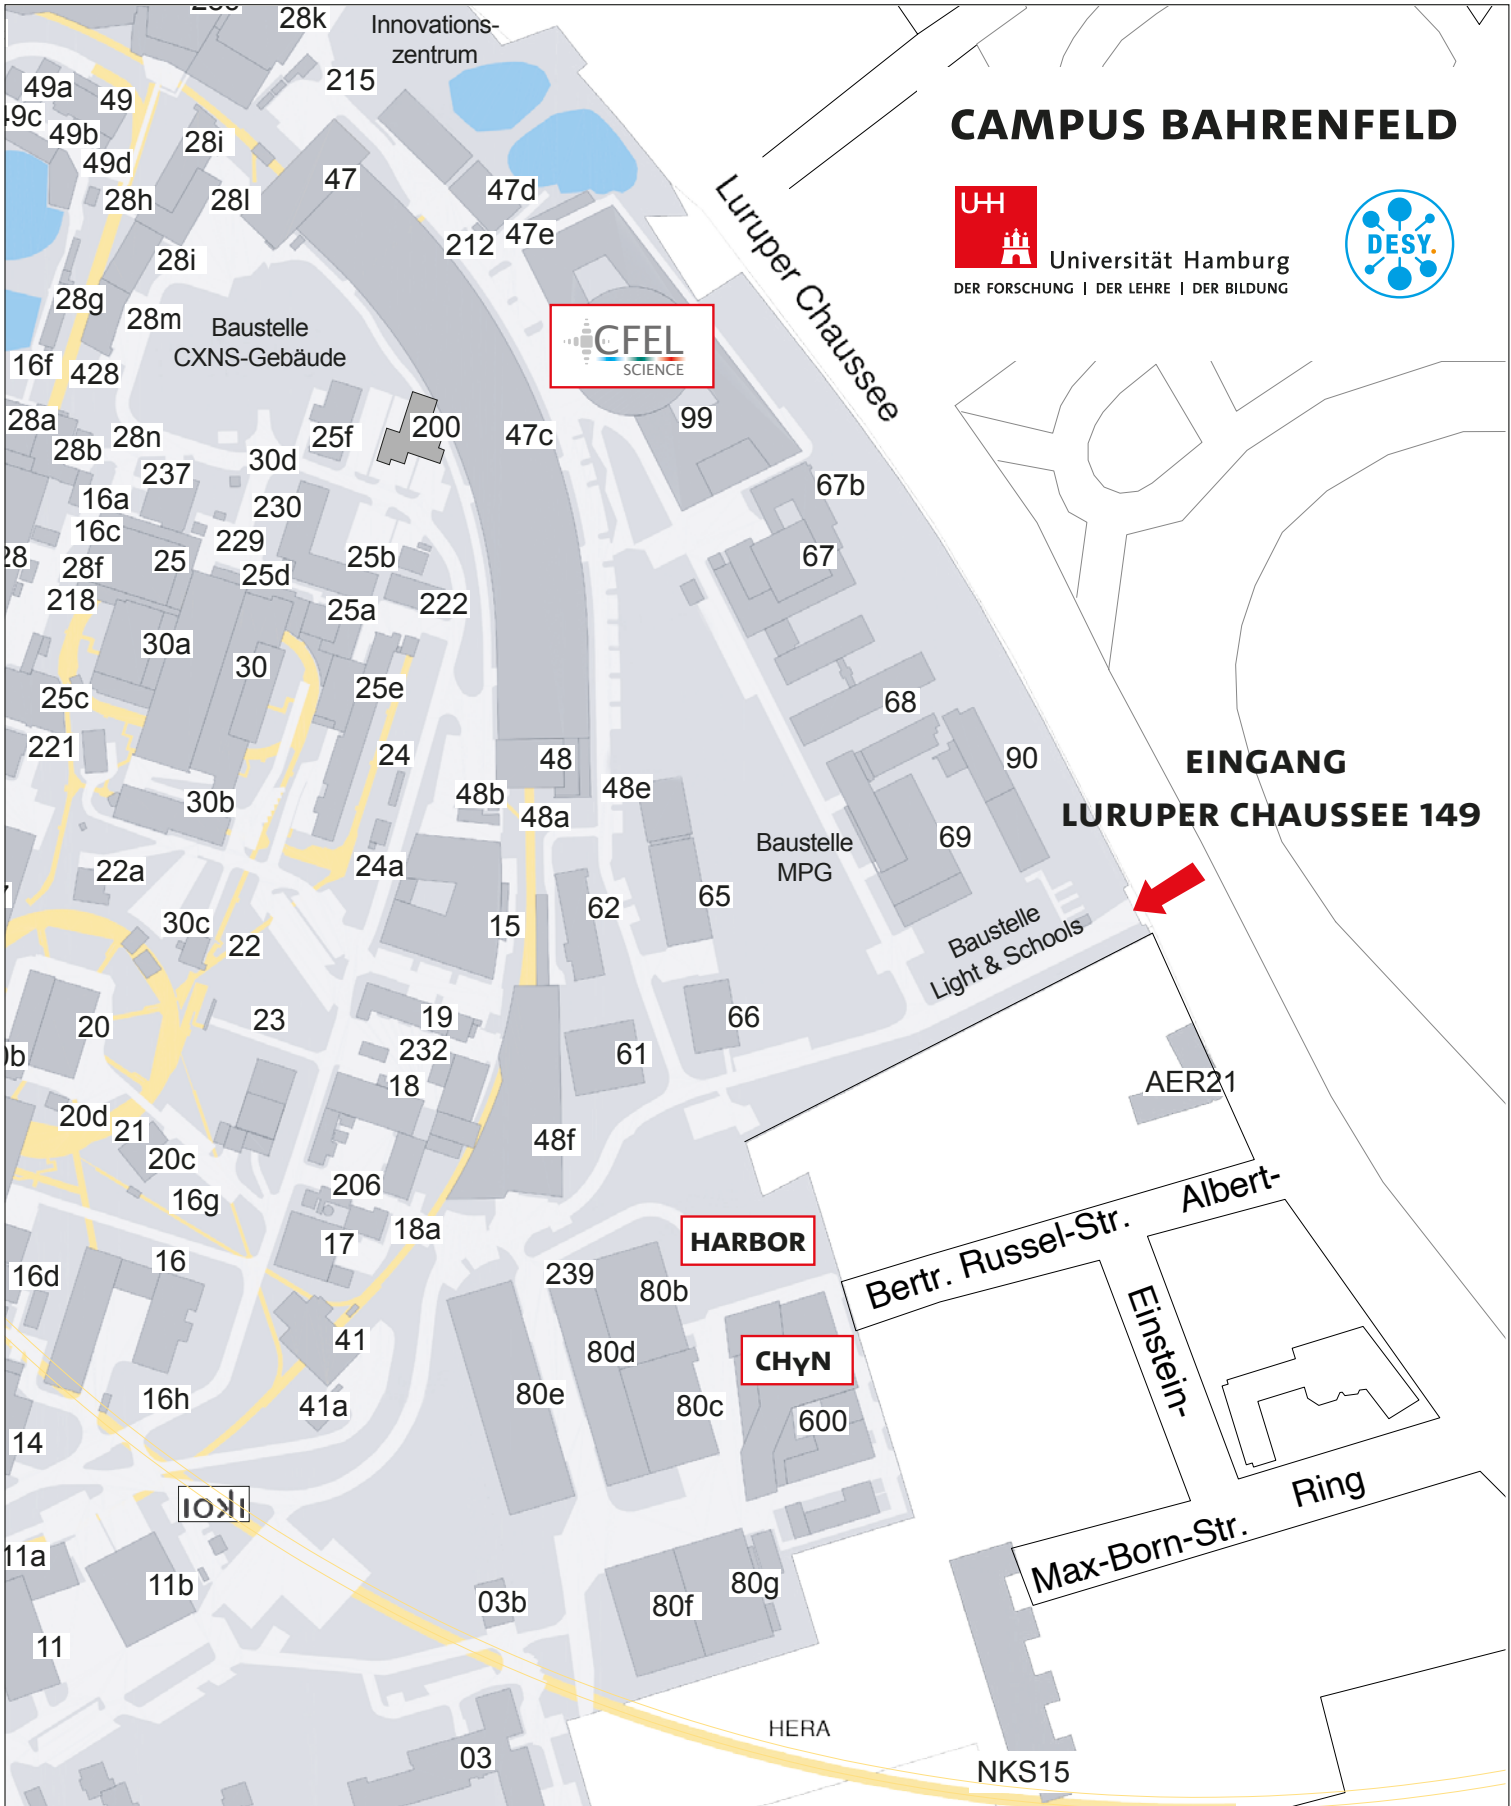 28k
Innovations-
zentrum
215
CAMPUS BAHRENFELD
49a
49
49c
49b
28i
49d
47
47d
28h
28l
UHH
Universität Hamburg
DER FORSCHUNG | DER LEHRE | DER BILDUNG
DESY.
Luruper Chaussee
212
47e
28i
28g
28m
Baustelle
CXNS-Gebäude
CFEL
SCIENCE
16f
428
28a
28n
28b
25f
200
47c
99
30d
237
67b
16a
230
16c
229
28
28f
25
25d
25b
67
218
25a
222
30a
30
25e
25c
68
221
24
48
90
EINGANG
LURUPER CHAUSSEE 149
30b
48b
48e
48a
Baustelle
MPG
69
22a
24a
65
62
30c
22
15
Baustelle
Light & Schools
20
23
19
66
232
61
18
AER21
20d
21
20c
48f
16g
206
Albert-
18a
17
HARBOR
Bertr. Russel-Str.
16
16d
239
80b
Einstein-
41
80d
CHyN
80e
80c
16h
41a
600
14
Ring
IKOI
Max-Born-Str.
11a
11b
80g
03b
80f
11
HERA
03
NKS15